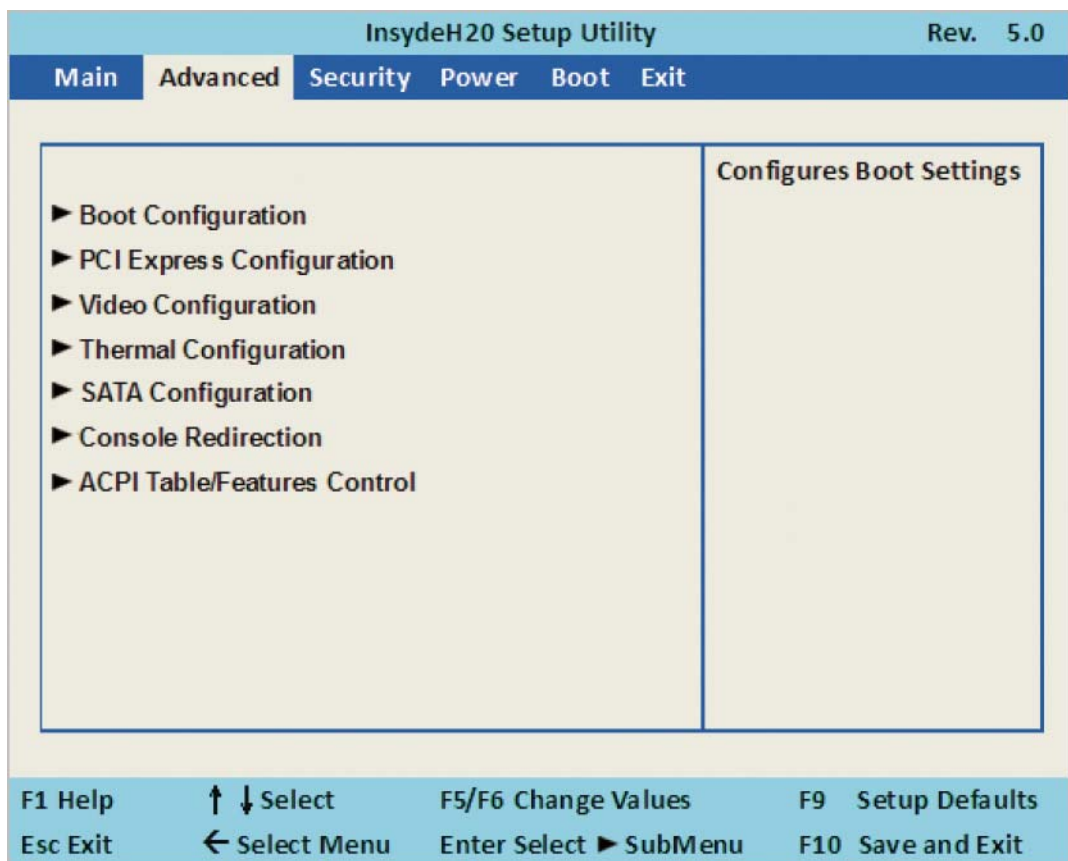 InsydeH20 Setup Utility Rev. 5.0
Main Advanced Security Power Boot Exit
Configures Boot Settings
► Boot Configuration
► PCI Express Configuration
► Video Configuration
► Thermal Configuration
► SATA Configuration
► Console Redirection
► ACPI Table/Features Control
F1 Help ↑ ↓ Select F5/F6 Change Values F9 Setup Defaults
Esc Exit ← Select Menu Enter Select ► SubMenu F10 Save and Exit